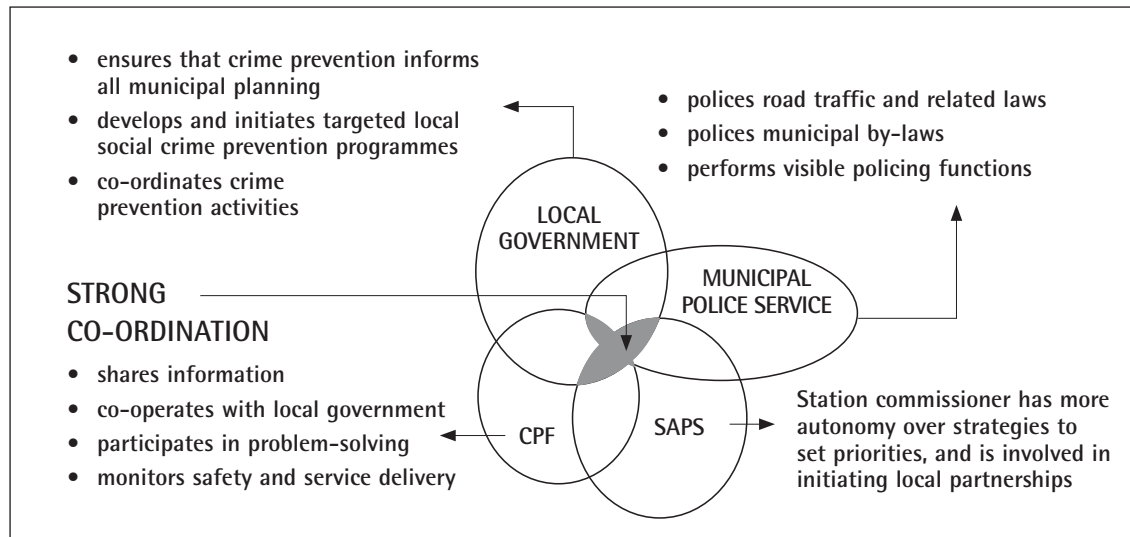 • ensures that crime prevention informs
all municipal planning
• develops and initiates targeted local
social crime prevention programmes
• co-ordinates crime
prevention activities
• polices road traffic and related laws
• polices municipal by-laws
• performs visible policing functions
LOCAL
GOVERNMENT
MUNICIPAL
POLICE SERVICE
STRONG
CO-ORDINATION
• shares information
• co-operates with local government
• participates in problem-solving
• monitors safety and service delivery
CPF
SAPS
Station commissioner has more
autonomy over strategies to
set priorities, and is involved in
initiating local partnerships